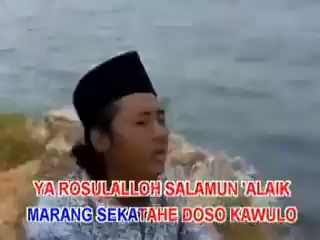 YA ROSULALLOH SALAMUN 'ALAIK
MARANG SEKATAHE DOSO KAWULO